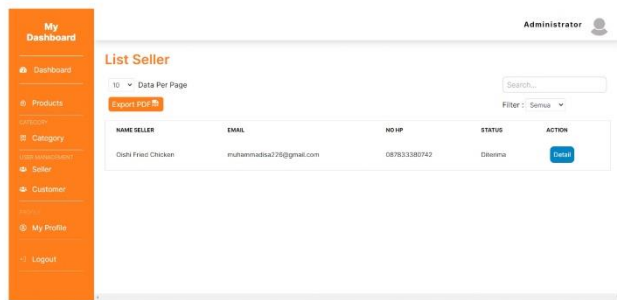 My
Dashboard
Dashboard
Products
CATEGORY
Category
USER MANAGEMENT
Seller
Customer
PROFILE
My Profile
Logout
Administrator
List Seller
10 Data Per Page
Search...
Export PDF
Filter : Semua
NAME SELLER EMAIL NO HP STATUS ACTION
Oishi Fried Chicken muhammadisa226@gmail.com 087833380742 Diterima Detail